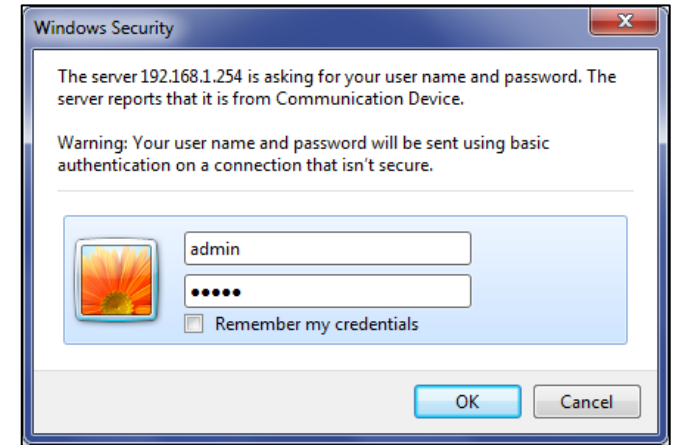 Windows Security
The server 192.168.1.254 is asking for your user name and password. The
server reports that it is from Communication Device.
Warning: Your user name and password will be sent using basic
authentication on a connection that isn't secure.
admin
●●●●●
Remember my credentials
OK
Cancel